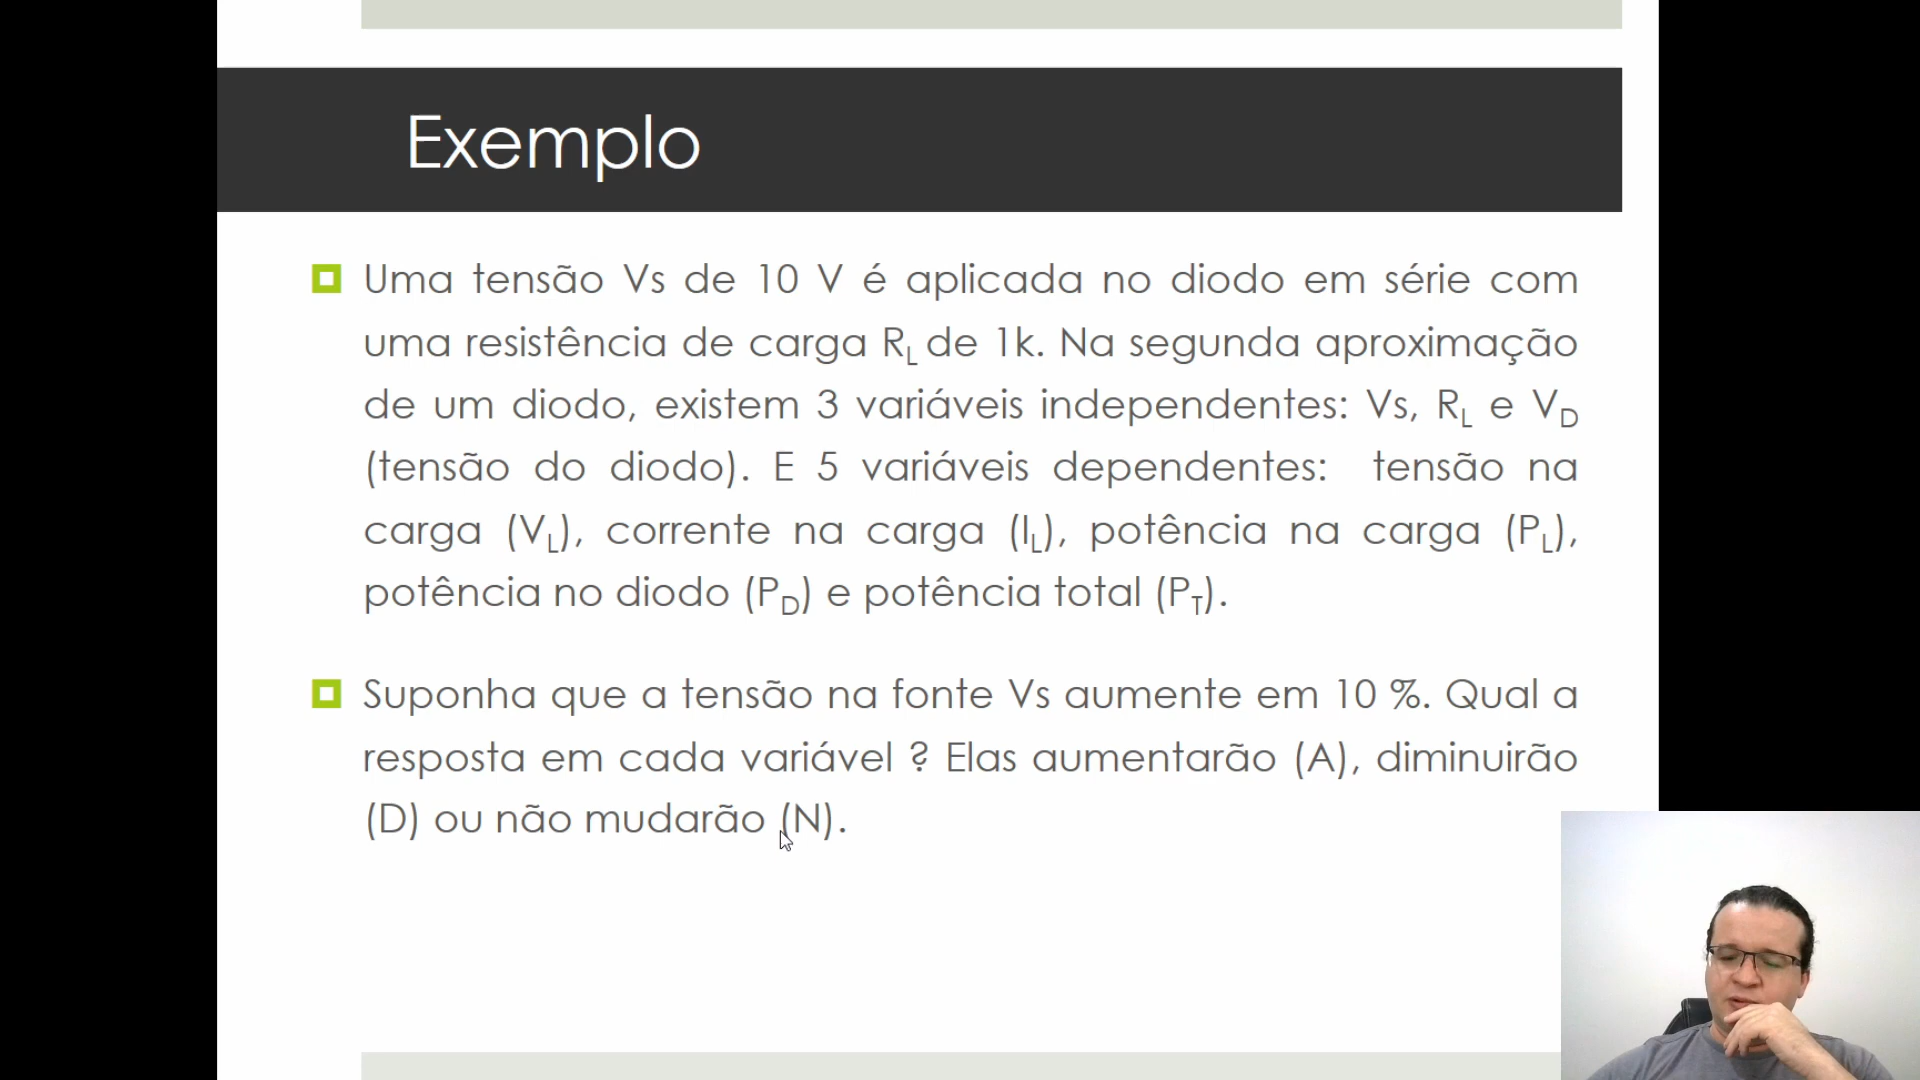 Exemplo
Uma tensão Vs de 10 V é aplicada no diodo em série com
uma resistência de carga RL de 1k. Na segunda aproximação
de um diodo, existem 3 variáveis independentes: Vs, RL e VD
(tensão do diodo). E 5 variáveis dependentes: tensão na
carga (VL), corrente na carga (IL), potência na carga (PL),
potência no diodo (PD) e potência total (PT).
Suponha que a tensão na fonte Vs aumente em 10 %. Qual a
resposta em cada variável ? Elas aumentarão (A), diminuirão
(D) ou não mudarão (N).